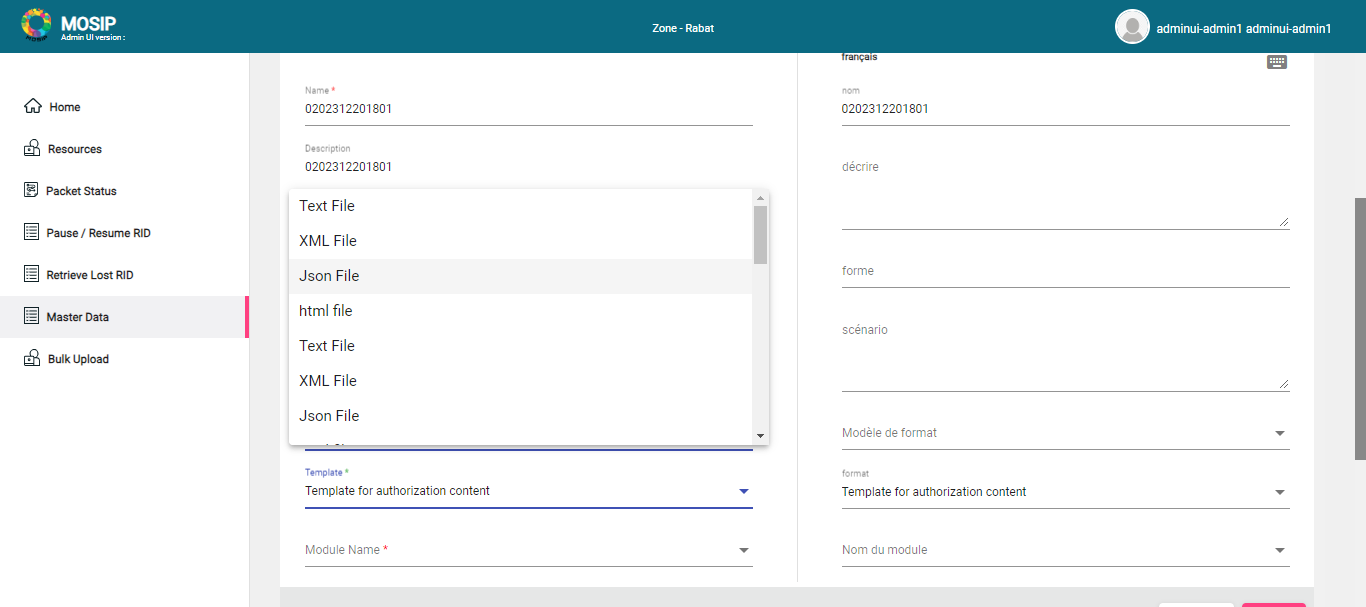 MOSIP
Admin UI version :
Zone - Rabat
adminui-admin1 adminui-admin1
Home
Resources
Packet Status
Pause / Resume RID
Retrieve Lost RID
Master Data
Bulk Upload
Name *
0202312201801
Description
0202312201801
Text File
XML File
Json File
html file
Text File
XML File
Json File
Template *
Template for authorization content
Module Name *
français
nom
0202312201801
décrire
forme
scénario
Modèle de format
format
Template for authorization content
Nom du module